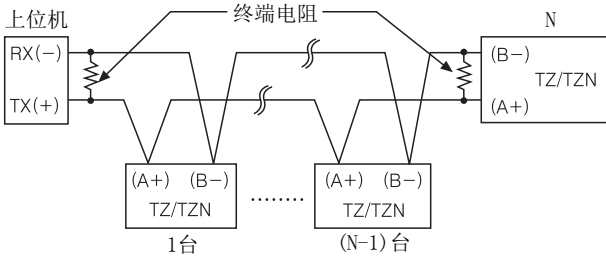 上位机
终端电阻
N
RX(-)
TX(+)
(B-)
TZ/TZN
(A+)
(A+) (B-)
TZ/TZN
1台
........
(A+) (B-)
TZ/TZN
(N-1)台